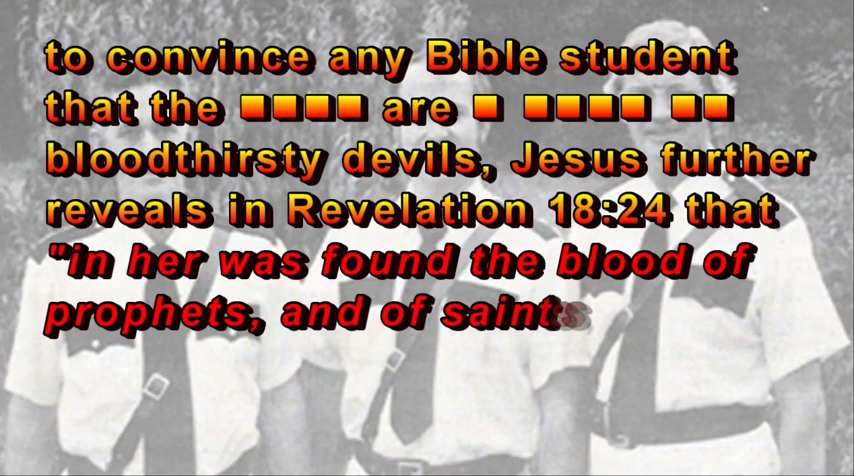 to convince any Bible student
that the ■■■■ are ■ ■■■■ ■■
bloodthirsty devils, Jesus further
reveals in Revelation 18:24 that
"in her was found the blood of
prophets, and of saints